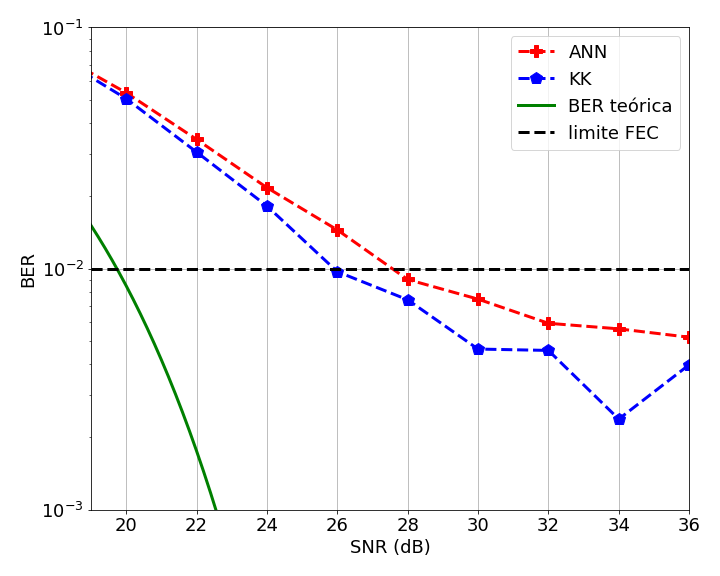 10⁻¹
10⁻²
10⁻³
BER
ANN
KK
BER teórica
limite FEC
20 22 24 26 28 30 32 34 36
SNR (dB)